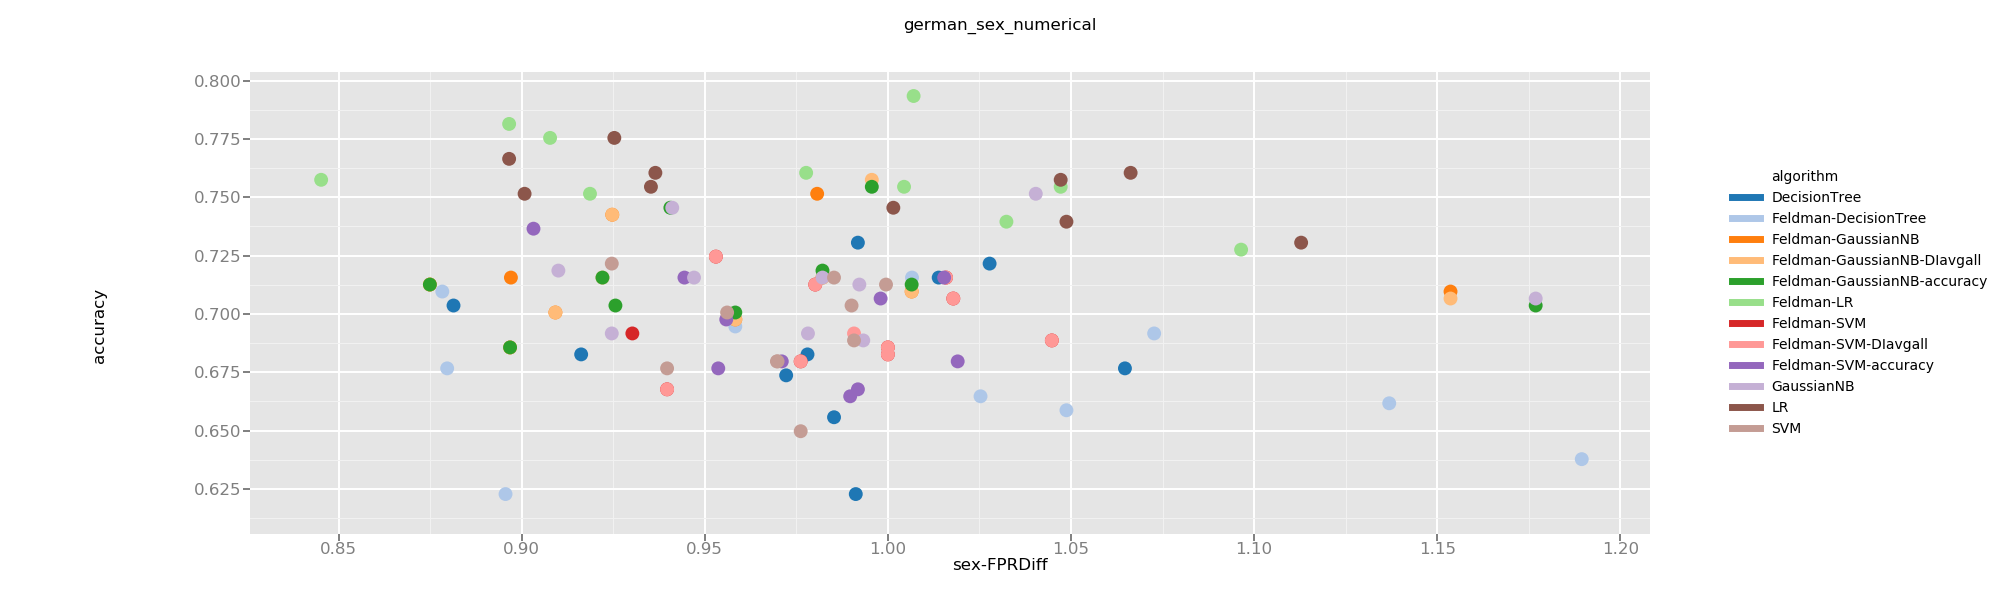 german_sex_numerical
0.800
0.775
0.750
0.725
0.700
0.675
0.650
0.625
accuracy
0.85 0.90 0.95 1.00 1.05 1.10 1.15 1.20
sex-FPRDiff
algorithm
DecisionTree
Feldman-DecisionTree
Feldman-GaussianNB
Feldman-GaussianNB-DIavgall
Feldman-GaussianNB-accuracy
Feldman-LR
Feldman-SVM
Feldman-SVM-DIavgall
Feldman-SVM-accuracy
GaussianNB
LR
SVM